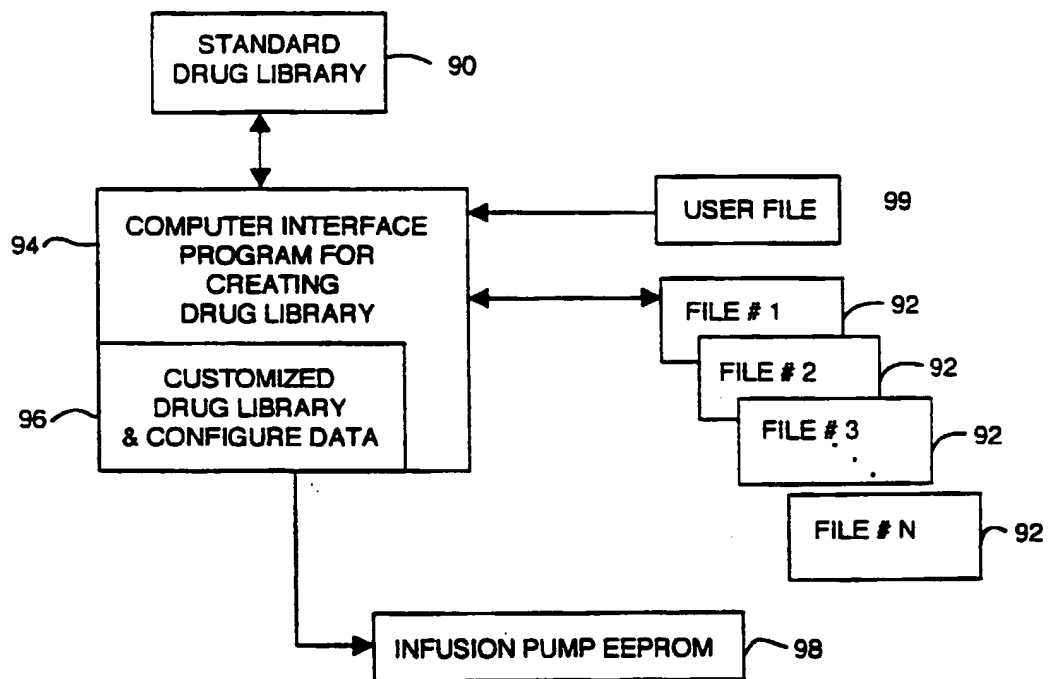 STANDARD
DRUG LIBRARY
90
COMPUTER INTERFACE
PROGRAM FOR
CREATING
DRUG LIBRARY
94
USER FILE
99
FILE # 1
92
FILE # 2
92
FILE # 3
92
FILE # N
92
CUSTOMIZED
DRUG LIBRARY
& CONFIGURE DATA
96
INFUSION PUMP EEPROM
98